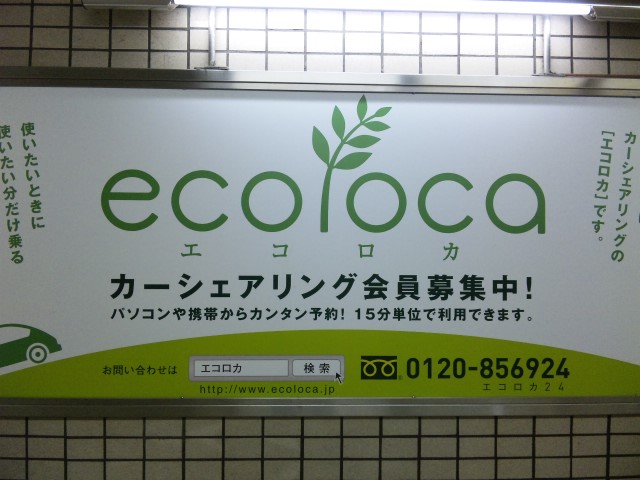 使いたいときに
使いたい分だけ乗る
ecoloca
エコロカ
カーシェアリング会員募集中!
パソコンや携帯からカンタン予約! 15分単位で利用できます。
カーシェアリングの
[エコロカ]です。
お問い合わせは エコロカ 検索
http://www.ecoloca.jp
0120-856924
エコロカ24